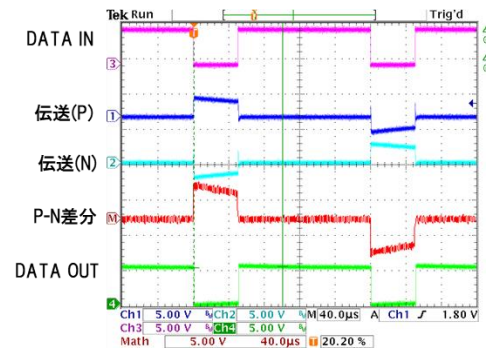 Tek Run
Trig'd
DATA IN
3
伝送(P)
1
伝送(N)
2
P-N差分
M
DATA OUT
4
Ch1 5.00 V Ch2 5.00 V M 40.0µs A Ch1 1.80 V
Ch3 5.00 V Ch4 5.00 V
Math 5.00 V 40.0µs T 20.20 %